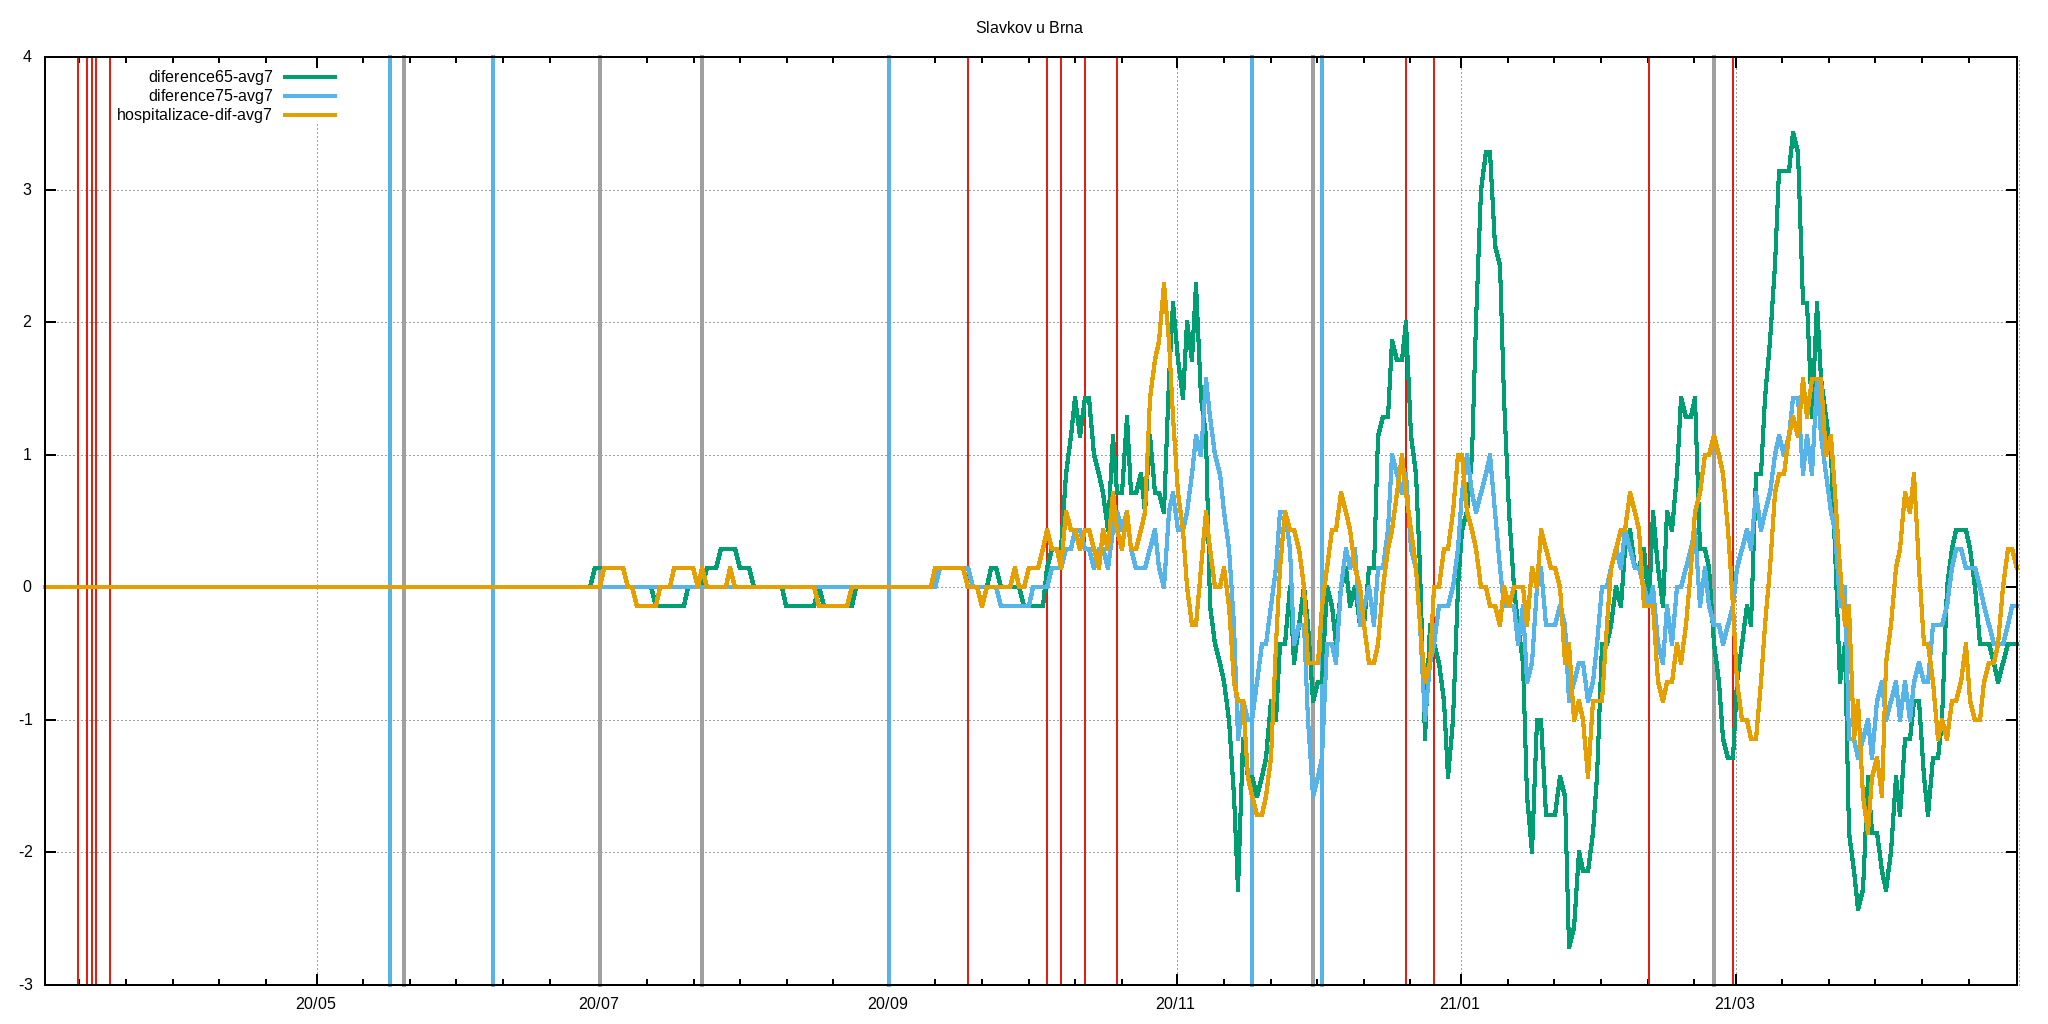 Slavkov u Brna
4
diference65-avg7
diference75-avg7
hospitalizace-dif-avg7
3
2
1
0
-1
-2
-3
20/05 20/07 20/09 20/11 21/01 21/03